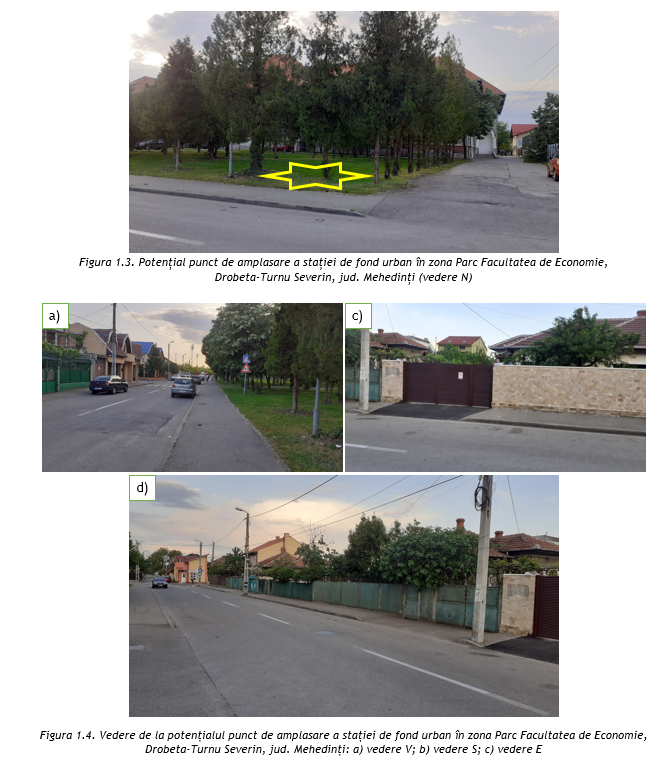 Figura 1.3. Potențial punct de amplasare a stației de fond urban în zona Parc Facultatea de Economie,
Drobeta-Turnu Severin, jud. Mehedinți (vedere N)
a)
c)
d)
Figura 1.4. Vedere de la potențialul punct de amplasare a stației de fond urban în zona Parc Facultatea de Economie,
Drobeta-Turnu Severin, jud. Mehedinți: a) vedere V; b) vedere S; c) vedere E